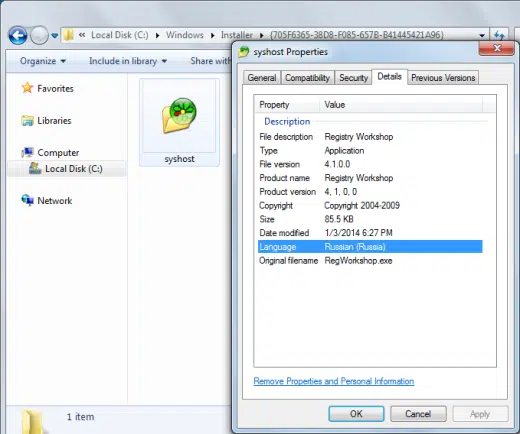 « Local Disk (C:) ▸ Windows ▸ Installer ▸ {705F6365-38D8-F085-657B-B41445421A96}
Organize Include in library Share with
Favorites
Libraries
Computer
Local Disk (C:)
Network
syshost
1 item
syshost Properties
General Compatibility Security Details Previous Versions
Property Value
Description
File description Registry Workshop
Type Application
File version 4.1.0.0
Product name Registry Workshop
Product version 4, 1, 0, 0
Copyright Copyright 2004-2009
Size 85.5 KB
Date modified 1/3/2014 6:27 PM
Language Russian (Russia)
Original filename RegWorkshop.exe
Remove Properties and Personal Information
OK Cancel Apply